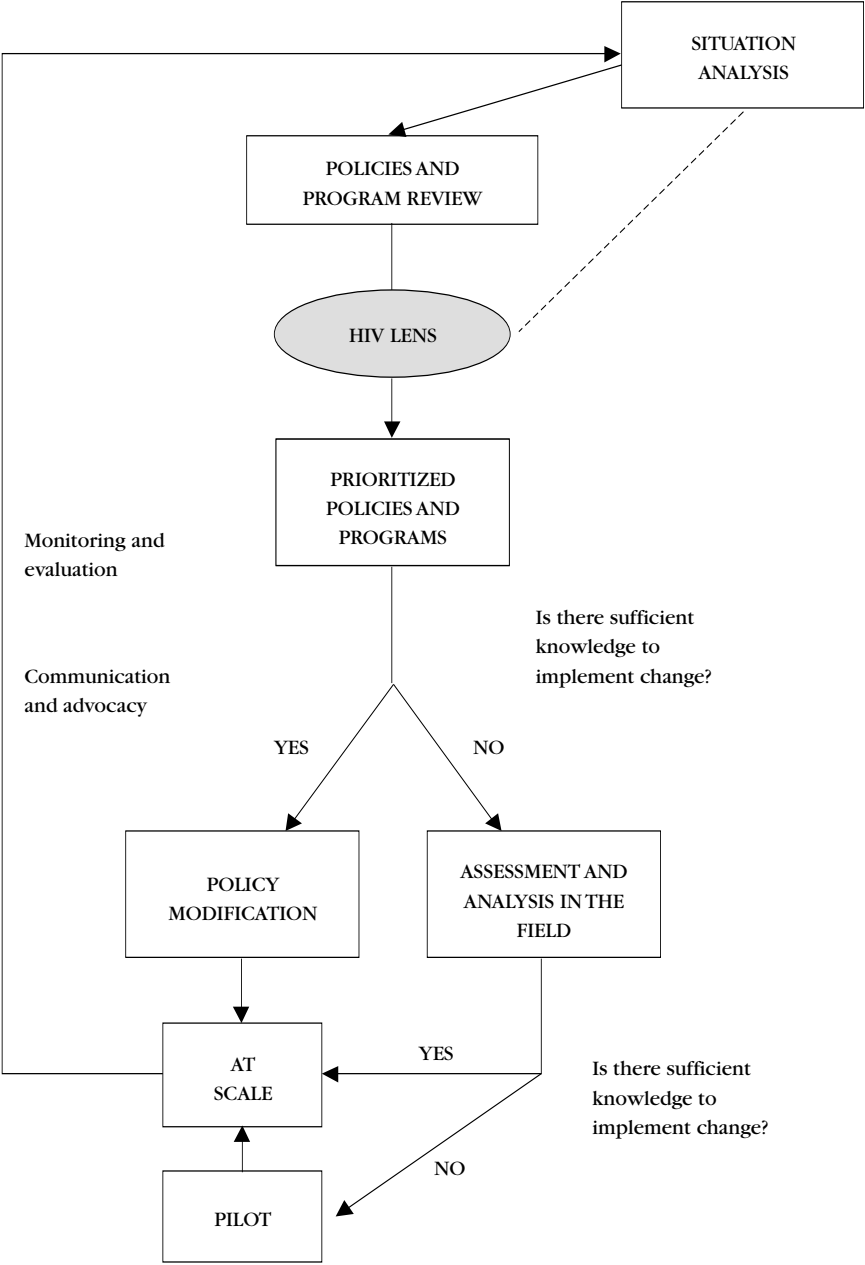 SITUATION
ANALYSIS
POLICIES AND
PROGRAM REVIEW
HIV LENS
PRIORITIZED
POLICIES AND
PROGRAMS
Monitoring and
evaluation
Is there sufficient
knowledge to
implement change?
Communication
and advocacy
YES
NO
POLICY
MODIFICATION
ASSESSMENT AND
ANALYSIS IN THE
FIELD
AT
SCALE
YES
Is there sufficient
knowledge to
implement change?
NO
PILOT